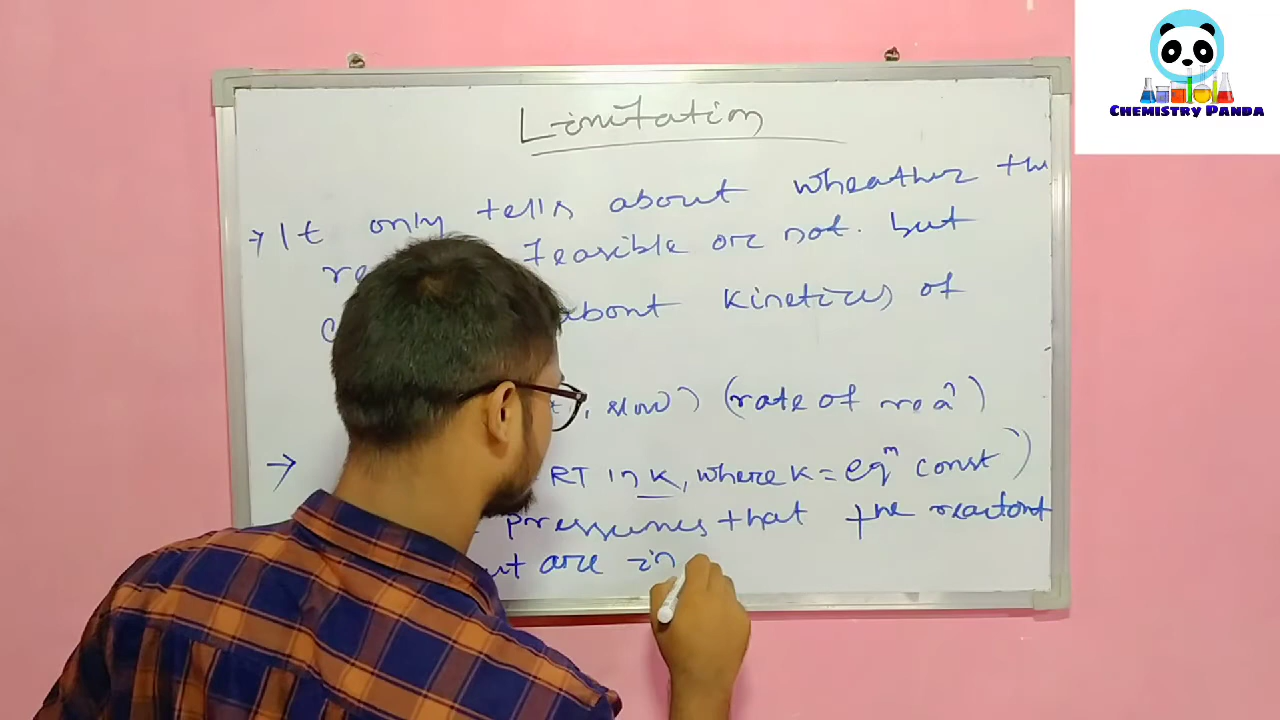 CHEMISTRY PANDA
Limitation
→ It only tells about wheather the
feasible or not. but
about kinetics of
, slow) (rate of rea^n)
→ RT ln K, where K = eq^m const)
pressumes that the reactant
are in